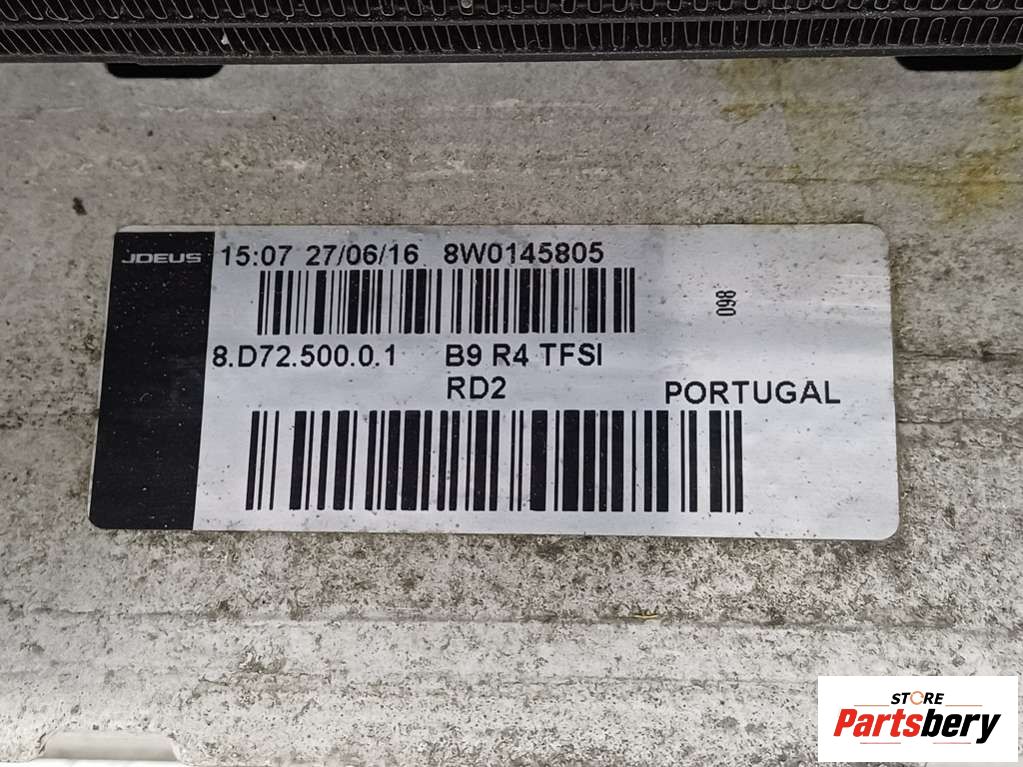 JDEUS 15:07 27/06/16 8W0145805
098
8.D72.500.0.1 B9 R4 TFSI
RD2 PORTUGAL
STORE
Partsbery